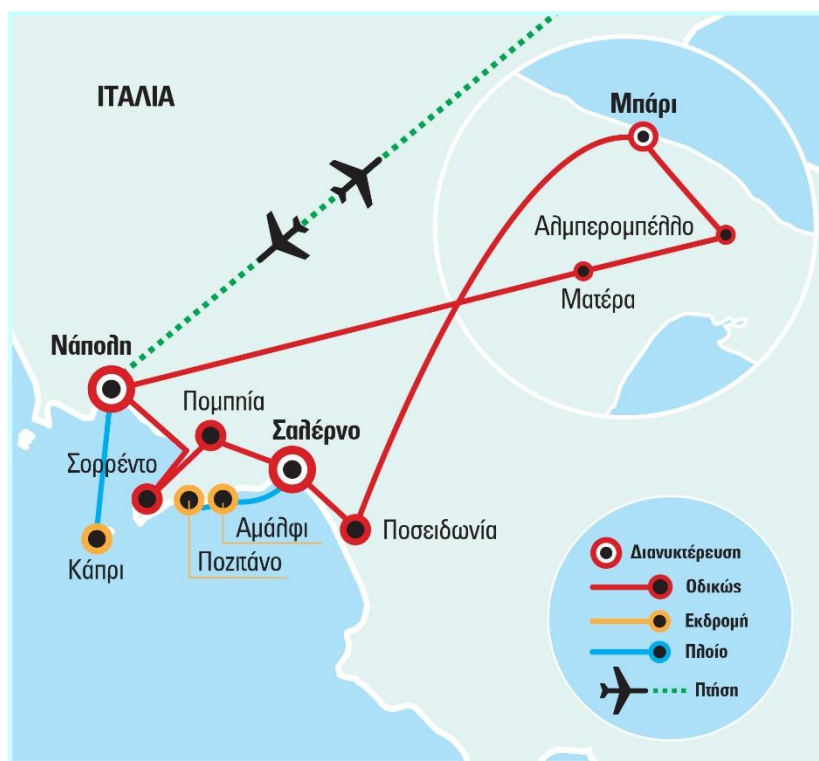 ΙΤΑΛΙΑ
Μπάρι
Αλμπερομπέλλο
Ματέρα
Νάπολη
Πομπηία
Σαλέρνο
Σορρέντο
Αμάλφι
Ποσειδωνία
Κάπρι
Ποζιτάνο
Διανυκτέρευση
Οδικώς
Εκδρομή
Πλοίο
Πτήση